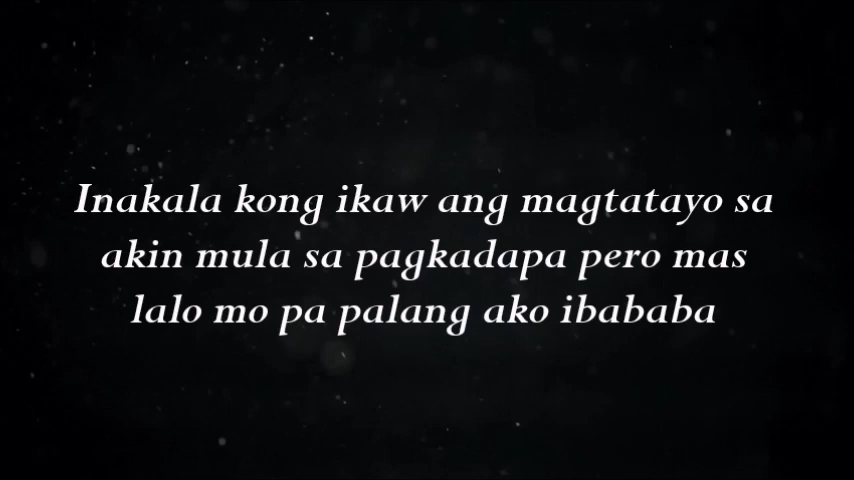 Inakala kong ikaw ang magtatayo sa
akin mula sa pagkadapa pero mas
lalo mo pa palang ako ibababa